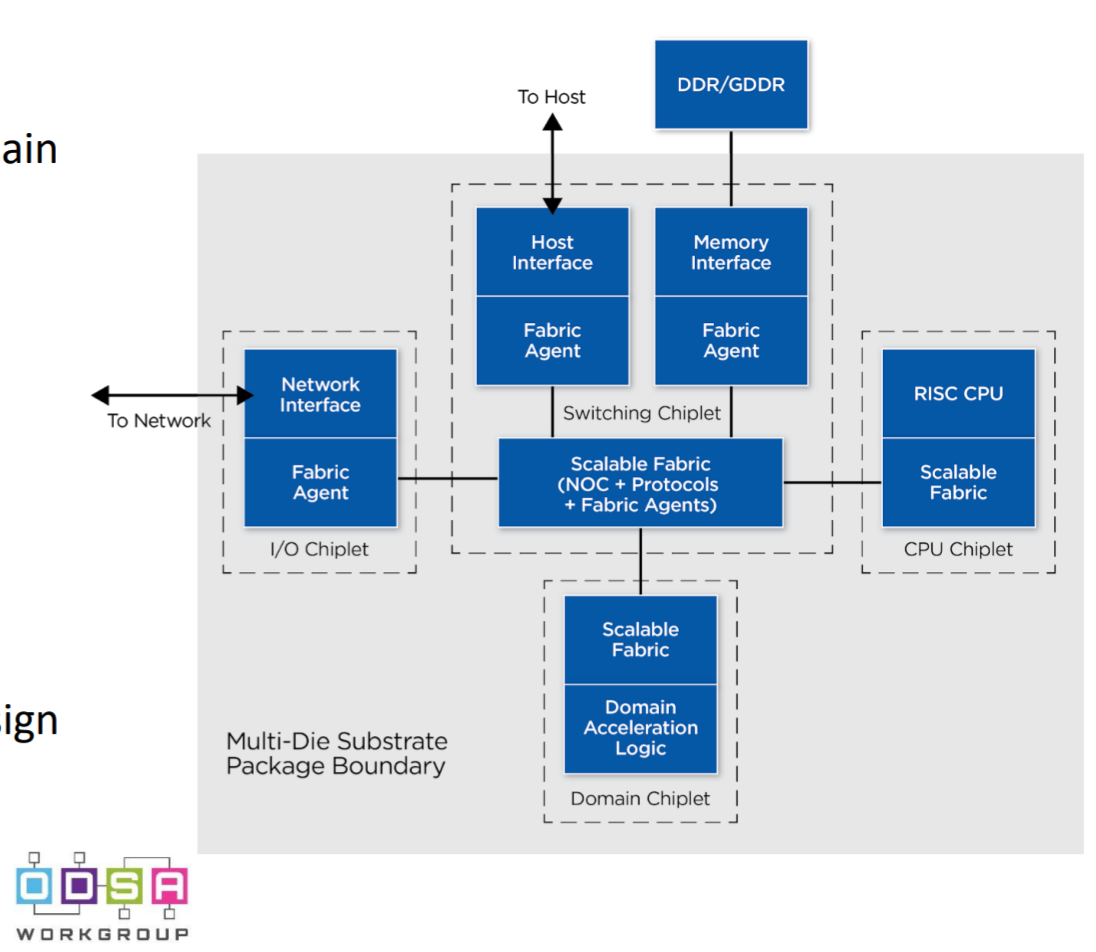 ain
sign
To Host
DDR/GDDR
Host
Interface
Fabric
Agent
Memory
Interface
Fabric
Agent
Switching Chiplet
To Network
Network
Interface
Fabric
Agent
I/O Chiplet
Scalable Fabric
(NOC + Protocols
+ Fabric Agents)
RISC CPU
Scalable
Fabric
CPU Chiplet
Scalable
Fabric
Domain
Acceleration
Logic
Domain Chiplet
Multi-Die Substrate
Package Boundary
ODSA
WORKGROUP